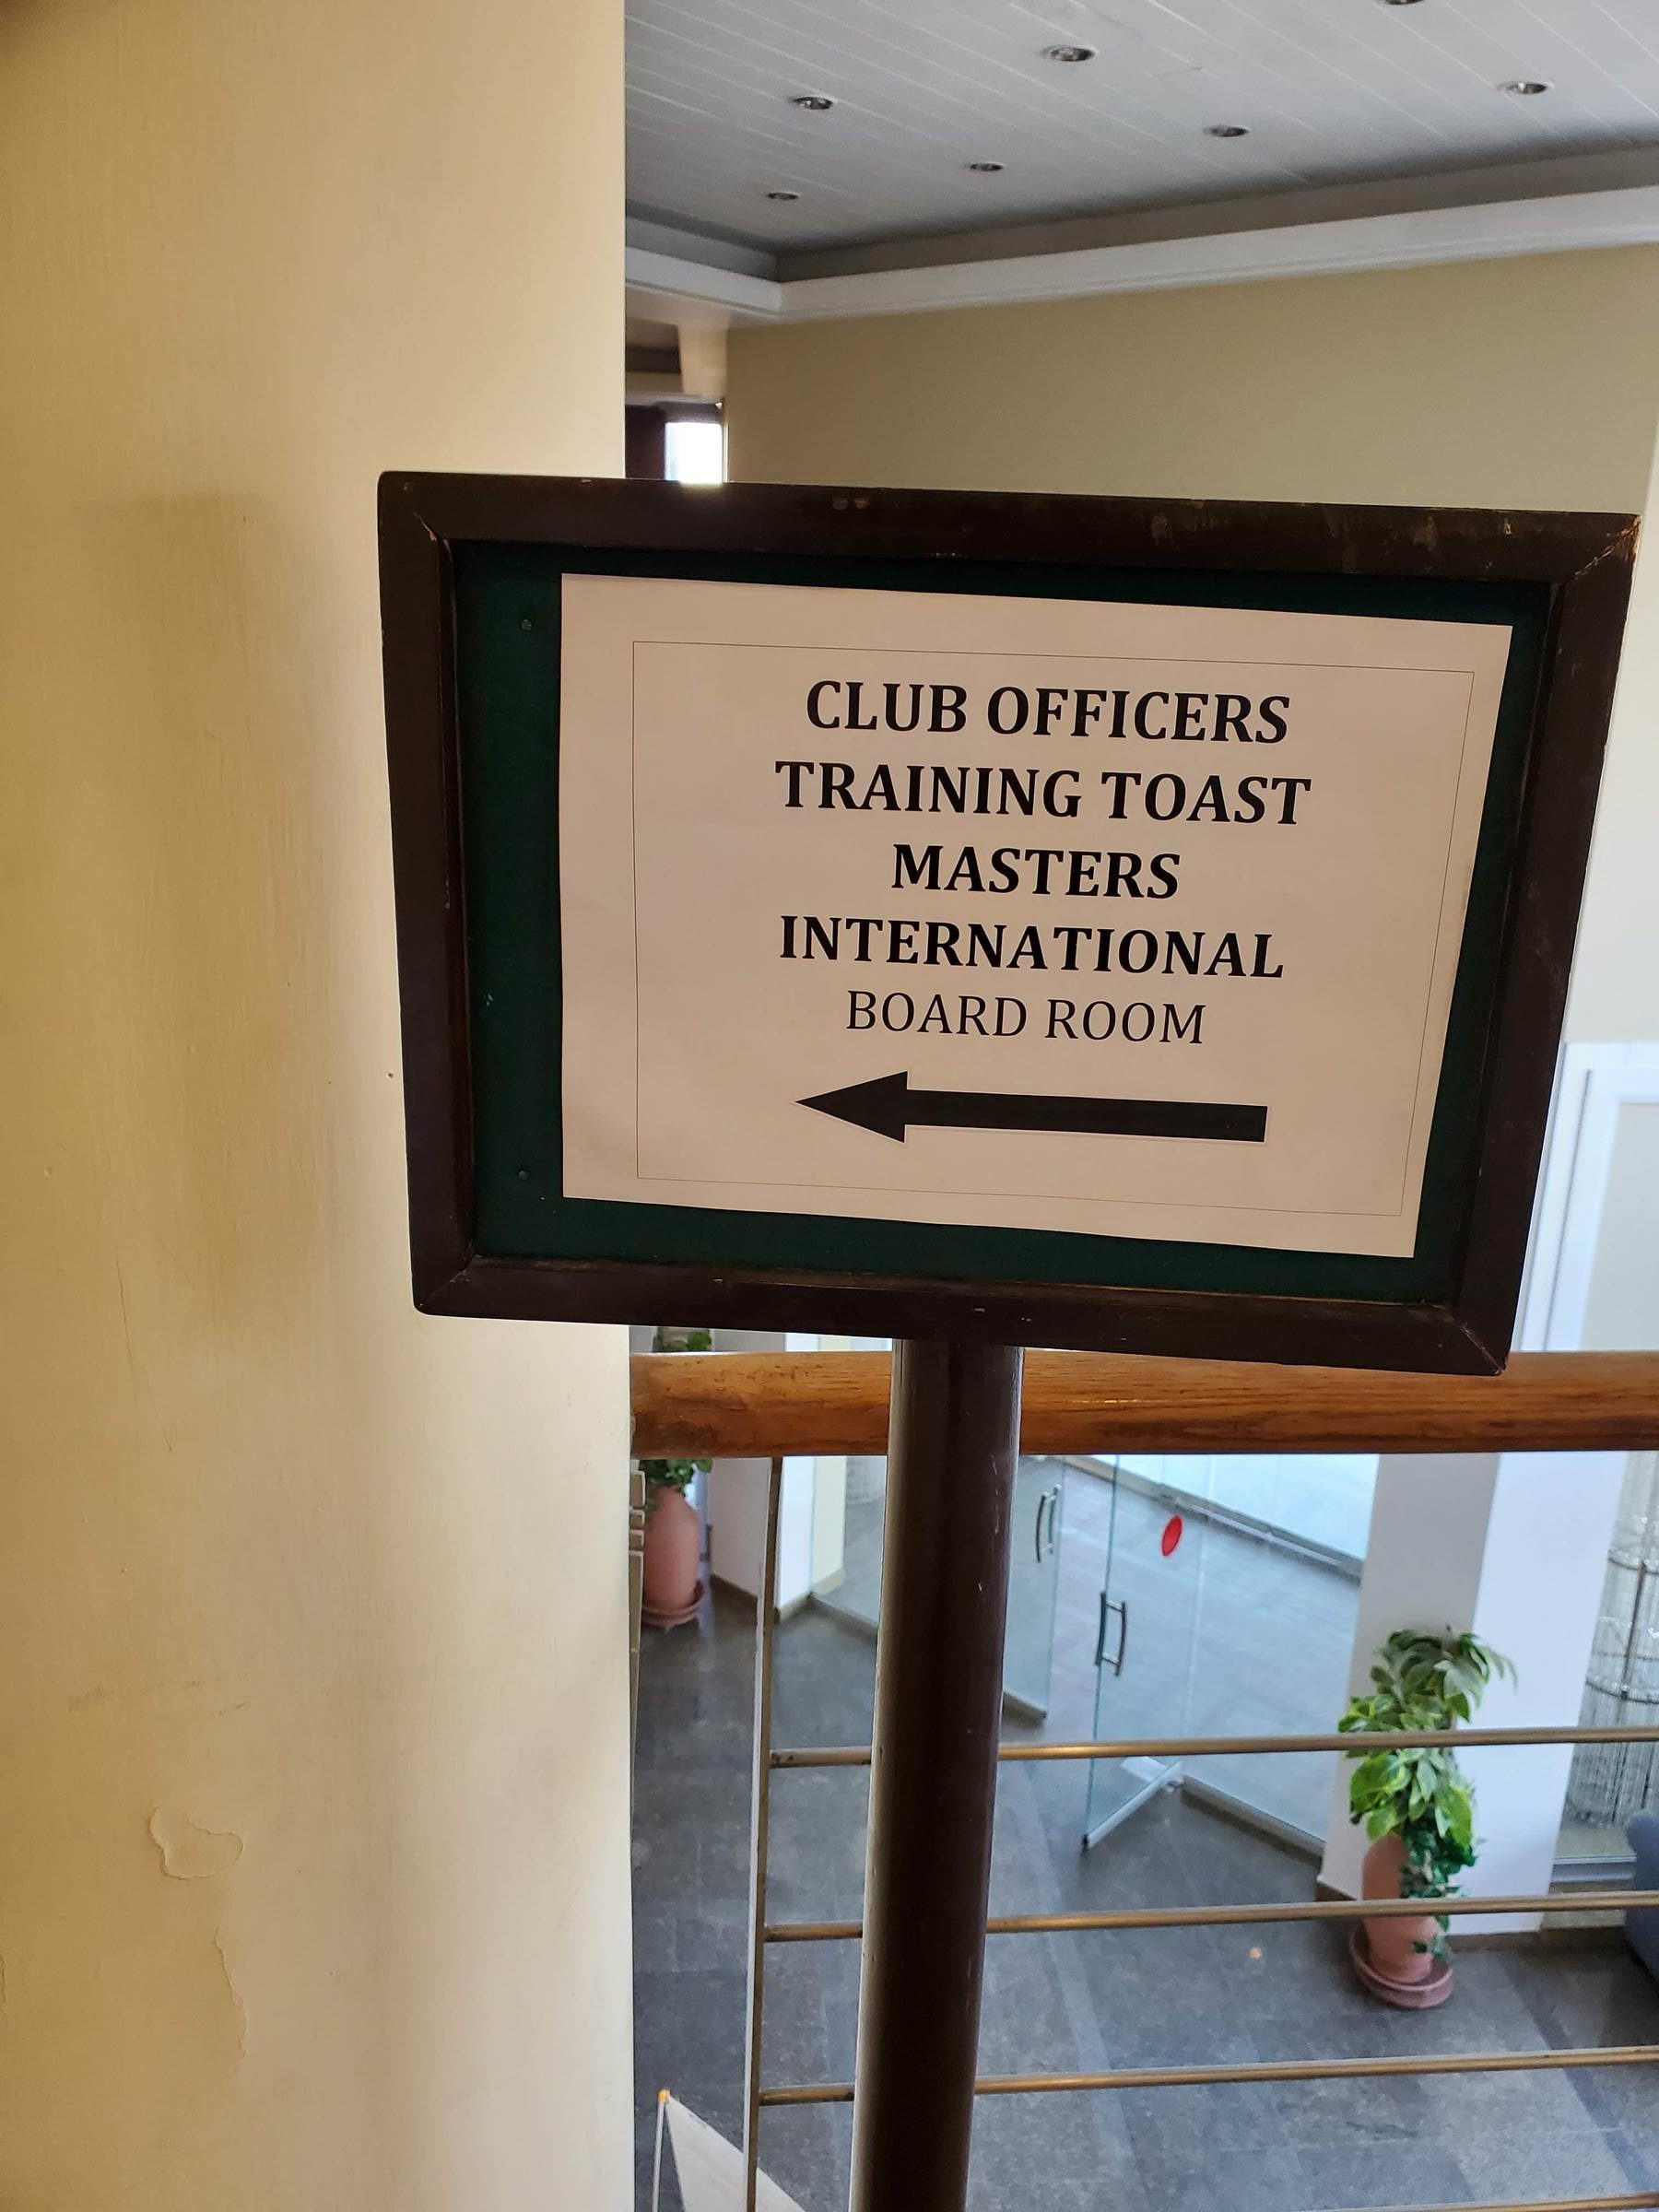 CLUB OFFICERS
TRAINING TOAST
MASTERS
INTERNATIONAL
BOARD ROOM